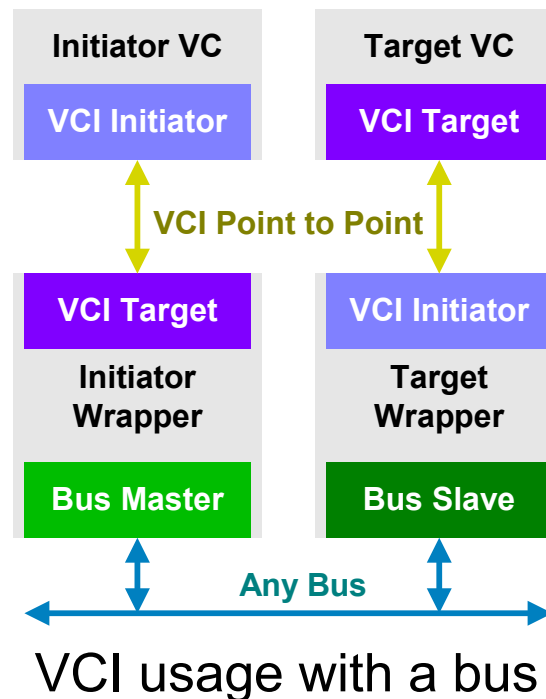 Initiator VC
Target VC
VCI Initiator
VCI Target
VCI Point to Point
VCI Target
VCI Initiator
Initiator
Wrapper
Target
Wrapper
Bus Master
Bus Slave
Any Bus
VCI usage with a bus